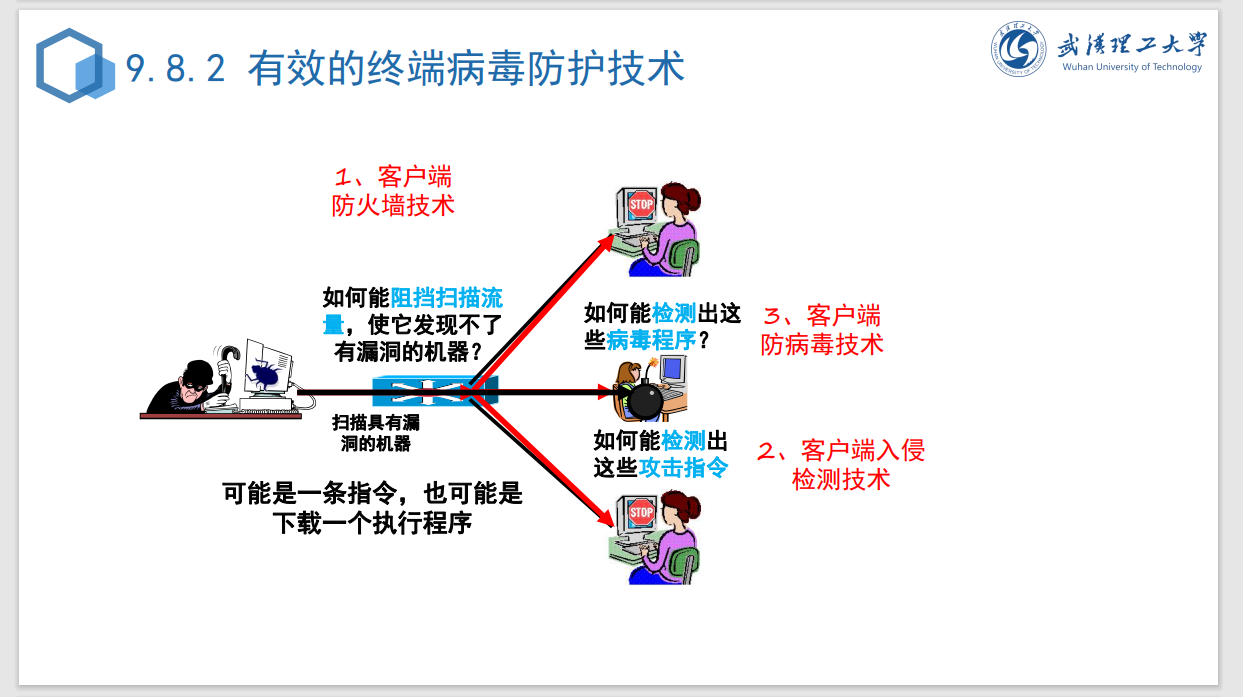 9.8.2 有效的终端病毒防护技术
武汉理工大学
Wuhan University of Technology
1、客户端
防火墙技术
STOP
如何能阻挡扫描流
量，使它发现不了
有漏洞的机器？
如何能检测出这
些病毒程序？
3、客户端
防病毒技术
扫描具有漏
洞的机器
如何能检测出
这些攻击指令
2、客户端入侵
检测技术
可能是一条指令，也可能是
下载一个执行程序
STOP